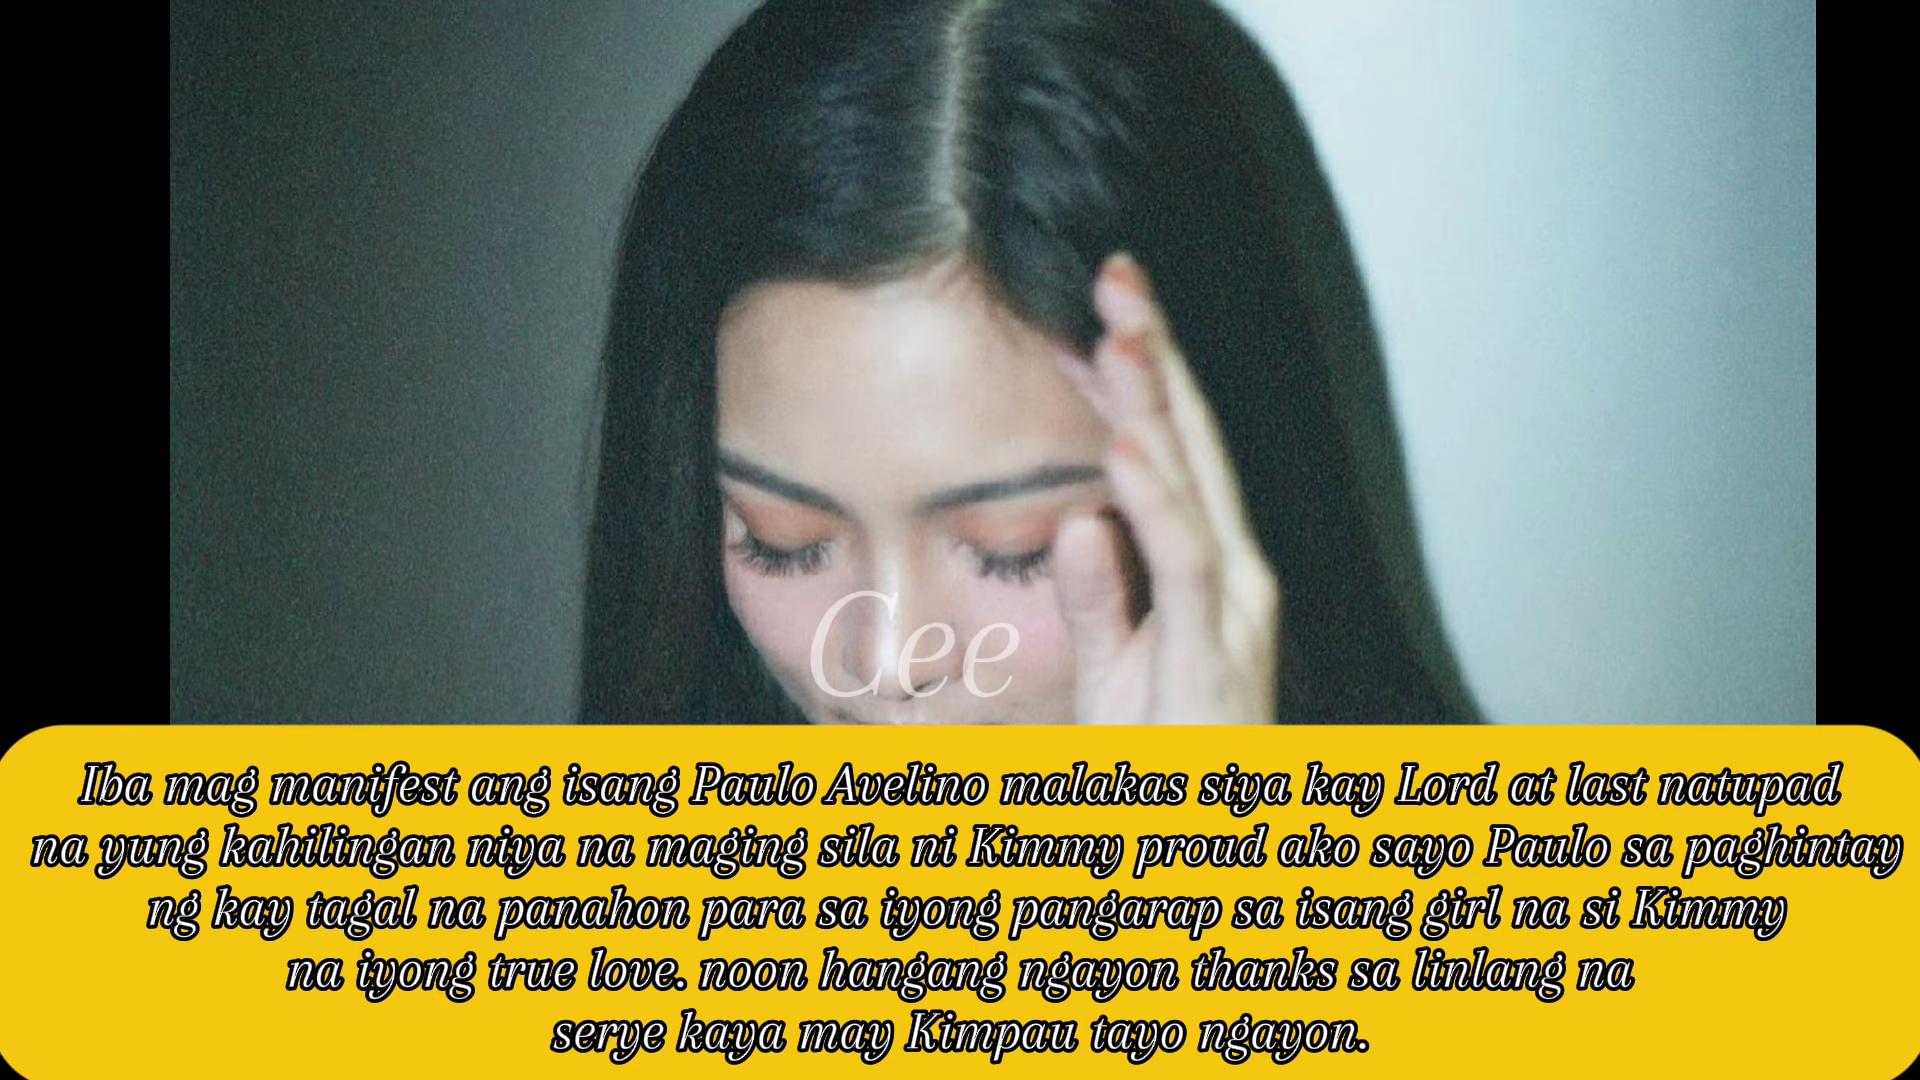 Cee
Iba mag manifest ang isang Paulo Avelino malakas siya kay Lord at last natupad
na yung kahilingan niya na maging sila ni Kimmy proud ako sayo Paulo sa paghintay
ng kay tagal na panahon para sa iyong pangarap sa isang girl na si Kimmy
na iyong true love. noon hangang ngayon thanks sa linlang na
serye kaya may Kimpau tayo ngayon.